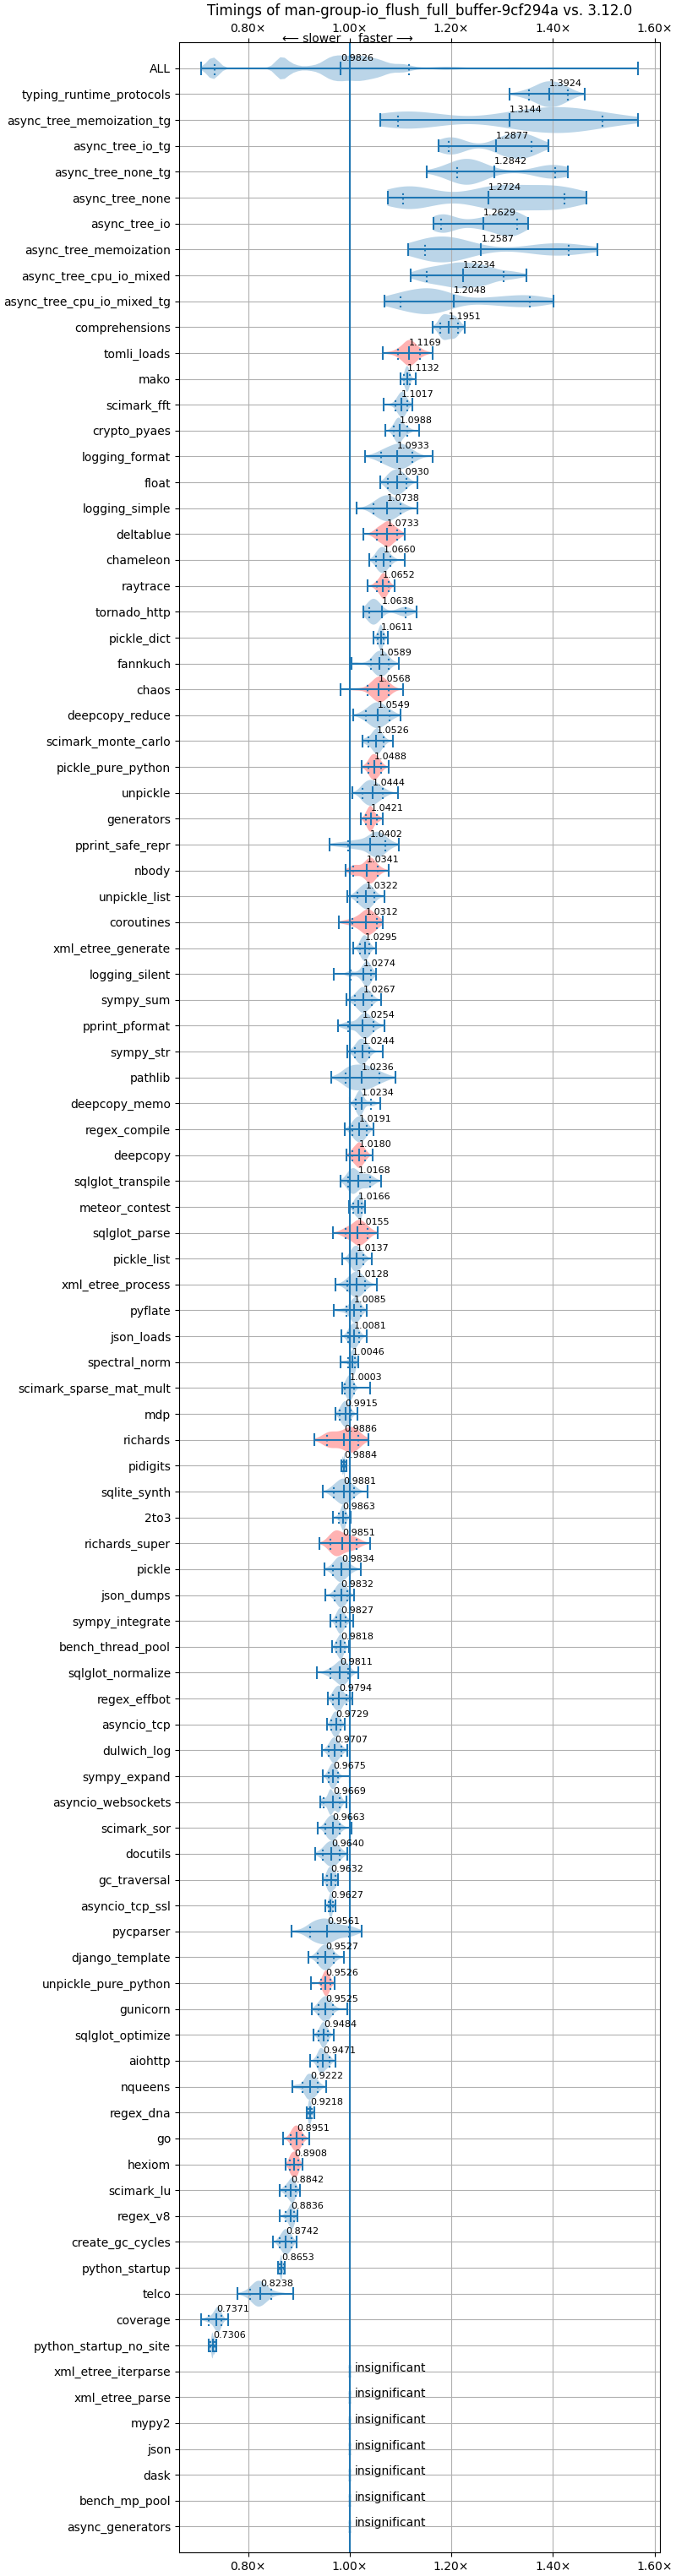 Timings of man-group-io_flush_full_buffer-9cf294a vs. 3.12.0
0.80× 1.00× 1.20× 1.40× 1.60×
⟵ slower faster ⟶
ALL 0.9826
typing_runtime_protocols 1.3924
async_tree_memoization_tg 1.3144
async_tree_io_tg 1.2877
async_tree_none_tg 1.2842
async_tree_none 1.2724
async_tree_io 1.2629
async_tree_memoization 1.2587
async_tree_cpu_io_mixed 1.2234
async_tree_cpu_io_mixed_tg 1.2048
comprehensions 1.1951
tomli_loads 1.1169
mako 1.1132
scimark_fft 1.1017
crypto_pyaes 1.0988
logging_format 1.0933
float 1.0930
logging_simple 1.0738
deltablue 1.0733
chameleon 1.0660
raytrace 1.0652
tornado_http 1.0638
pickle_dict 1.0611
fannkuch 1.0589
chaos 1.0568
deepcopy_reduce 1.0549
scimark_monte_carlo 1.0526
pickle_pure_python 1.0488
unpickle 1.0444
generators 1.0421
pprint_safe_repr 1.0402
nbody 1.0341
unpickle_list 1.0322
coroutines 1.0312
xml_etree_generate 1.0295
logging_silent 1.0274
sympy_sum 1.0267
pprint_pformat 1.0254
sympy_str 1.0244
pathlib 1.0236
deepcopy_memo 1.0234
regex_compile 1.0191
deepcopy 1.0180
sqlglot_transpile 1.0168
meteor_contest 1.0166
sqlglot_parse 1.0155
pickle_list 1.0137
xml_etree_process 1.0128
pyflate 1.0085
json_loads 1.0081
spectral_norm 1.0046
scimark_sparse_mat_mult 1.0003
mdp 0.9915
richards 0.9886
pidigits 0.9884
sqlite_synth 0.9881
2to3 0.9863
richards_super 0.9851
pickle 0.9834
json_dumps 0.9832
sympy_integrate 0.9827
bench_thread_pool 0.9818
sqlglot_normalize 0.9811
regex_effbot 0.9794
asyncio_tcp 0.9729
dulwich_log 0.9707
sympy_expand 0.9675
asyncio_websockets 0.9669
scimark_sor 0.9663
docutils 0.9640
gc_traversal 0.9632
asyncio_tcp_ssl 0.9627
pycparser 0.9561
django_template 0.9527
unpickle_pure_python 0.9526
gunicorn 0.9525
sqlglot_optimize 0.9484
aiohttp 0.9471
nqueens 0.9222
regex_dna 0.9218
go 0.8951
hexiom 0.8908
scimark_lu 0.8842
regex_v8 0.8836
create_gc_cycles 0.8742
python_startup 0.8653
telco 0.8238
coverage 0.7371
python_startup_no_site 0.7306
xml_etree_iterparse insignificant
xml_etree_parse insignificant
mypy2 insignificant
json insignificant
dask insignificant
bench_mp_pool insignificant
async_generators insignificant
0.80× 1.00× 1.20× 1.40× 1.60×